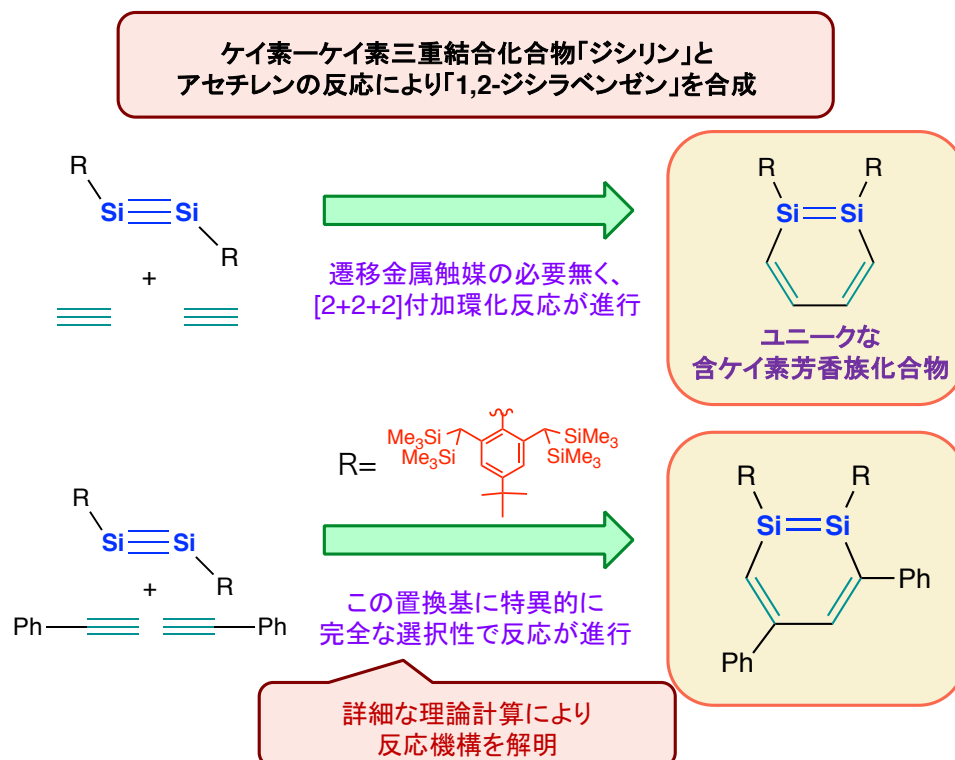 ケイ素ーケイ素三重結合化合物「ジシリン」と
アセチレンの反応により「1,2-ジシラベンゼン」を合成
R
Si Si
R
+
遷移金属触媒の必要無く、
[2+2+2]付加環化反応が進行
R R
Si Si
ユニークな
含ケイ素芳香族化合物
R=
Me3Si
Me3Si
SiMe3
SiMe3
R
Si Si
R
+
Ph Ph
この置換基に特異的に
完全な選択性で反応が進行
R R
Si Si
Ph
Ph
詳細な理論計算により
反応機構を解明